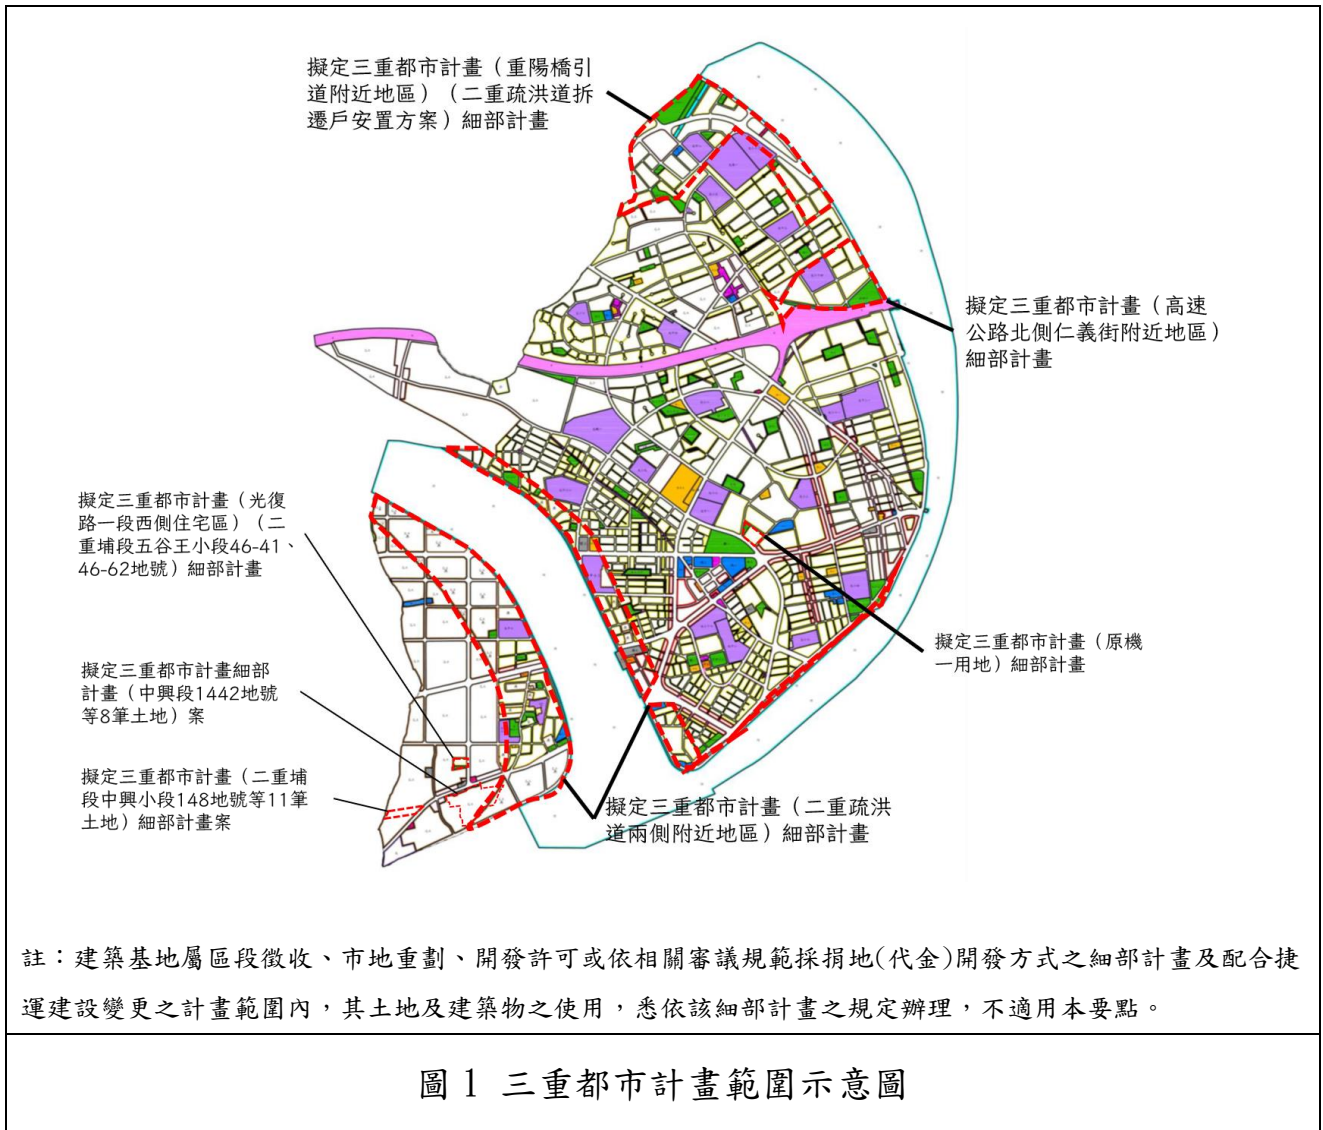 擬定三重都市計畫（重陽橋引
道附近地區）（二重疏洪道拆
遷戶安置方案）細部計畫
擬定三重都市計畫（高速
公路北側仁義街附近地區）
細部計畫
擬定三重都市計畫（光復
路一段西側住宅區）（二
重埔段五谷王小段46-41、
46-62地號）細部計畫
擬定三重都市計畫（原機
一用地）細部計畫
擬定三重都市計畫細部
計畫（中興段1442地號
等8筆土地）案
擬定三重都市計畫（二重埔
段中興小段148地號等11筆
土地）細部計畫案
擬定三重都市計畫（二重疏洪
道兩側附近地區）細部計畫
註：建築基地屬區段徵收、市地重劃、開發許可或依相關審議規範採捐地(代金)開發方式之細部計畫及配合捷
運建設變更之計畫範圍內，其土地及建築物之使用，悉依該細部計畫之規定辦理，不適用本要點。
圖 1 三重都市計畫範圍示意圖